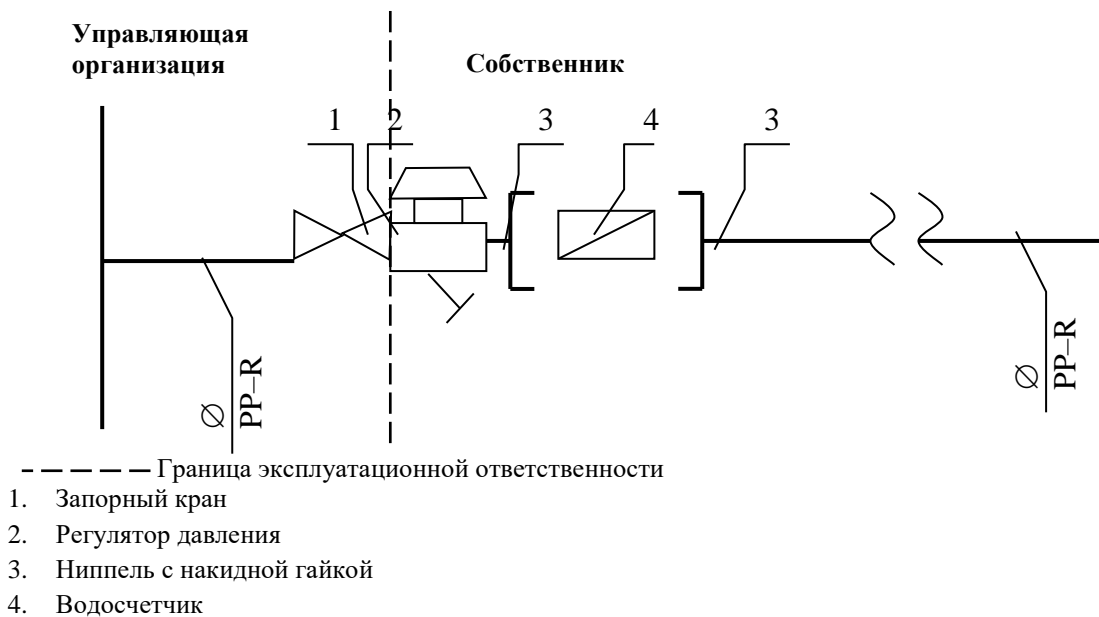 Управляющая
организация
Собственник
1 2 3 4 3
∅
PP–R
∅
PP–R
Граница эксплуатационной ответственности
1. Запорный кран
2. Регулятор давления
3. Ниппель с накидной гайкой
4. Водосчетчик